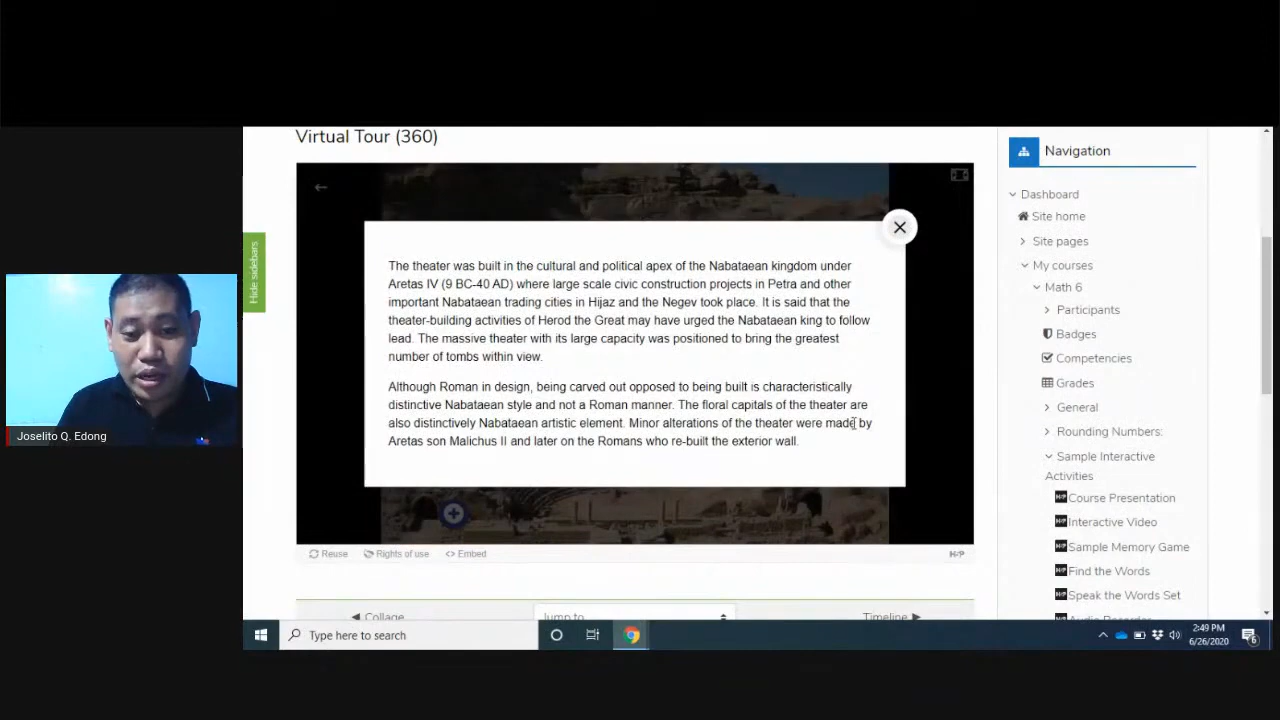 Virtual Tour (360)
The theater was built in the cultural and political apex of the Nabataean kingdom under
Aretas IV (9 BC-40 AD) where large scale civic construction projects in Petra and other
important Nabataean trading cities in Hijaz and the Negev took place. It is said that the
theater-building activities of Herod the Great may have urged the Nabataean king to follow
lead. The massive theater with its large capacity was positioned to bring the greatest
number of tombs within view.
Although Roman in design, being carved out opposed to being built is characteristically
distinctive Nabataean style and not a Roman manner. The floral capitals of the theater are
also distinctively Nabataean artistic element. Minor alterations of the theater were made by
Aretas son Malichus II and later on the Romans who re-built the exterior wall.
Hide sidebars
Reuse
Rights of use
<> Embed
H-P
Collage
Jump to...
Timeline
Navigation
Dashboard
Site home
Site pages
My courses
Math 6
Participants
Badges
Competencies
Grades
General
Rounding Numbers:
Sample Interactive
Activities
H-P Course Presentation
H-P Interactive Video
H-P Sample Memory Game
H-P Find the Words
H-P Speak the Words Set
H-P Audio Recorder
Joselito Q. Edong
Type here to search
2:49 PM
6/26/2020
6